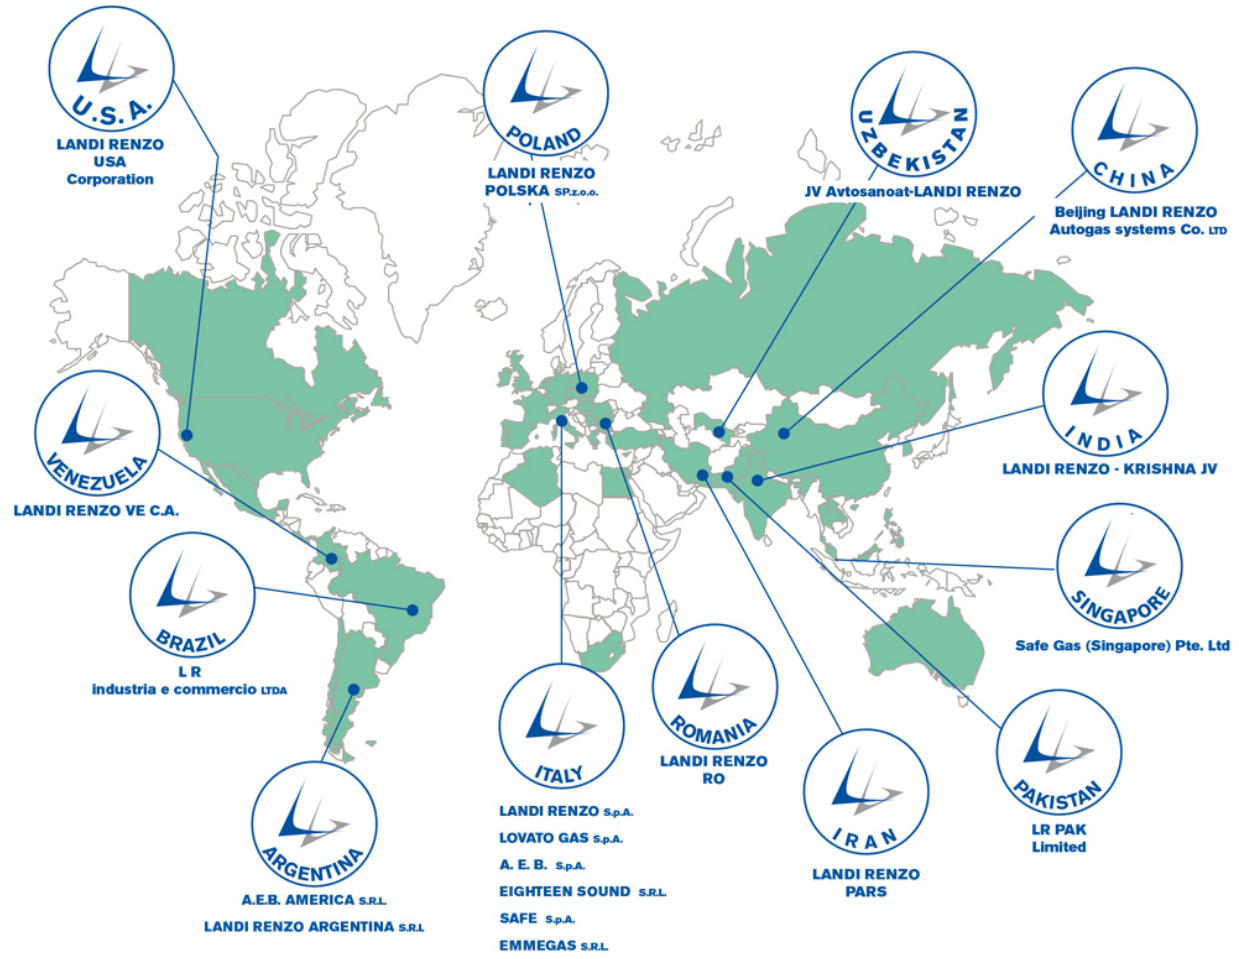 U.S.A.
LANDI RENZO
USA
Corporation
POLAND
LANDI RENZO
POLSKA SP.z.o.o.
UZBEKISTAN
JV Avtosanoat-LANDI RENZO
CHINA
Beijing LANDI RENZO
Autogas systems Co. LTD
VENEZUELA
LANDI RENZO VE C.A.
INDIA
LANDI RENZO - KRISHNA JV
BRAZIL
L R
industria e commercio LTDA
SINGAPORE
Safe Gas (Singapore) Pte. Ltd
ARGENTINA
A.E.B. AMERICA S.R.L.
LANDI RENZO ARGENTINA S.R.L
ITALY
LANDI RENZO S.p.A.
LOVATO GAS S.p.A.
A. E. B. S.p.A.
EIGHTEEN SOUND S.R.L.
SAFE S.p.A.
EMMEGAS S.R.L.
ROMANIA
LANDI RENZO
RO
IRAN
LANDI RENZO
PARS
PAKISTAN
LR PAK
Limited